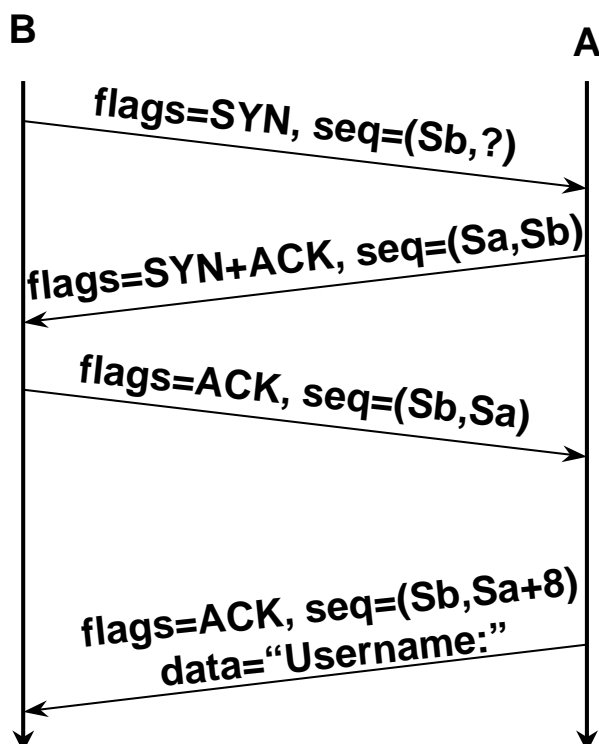 B
A
flags=SYN, seq=(Sb,?)
flags=SYN+ACK, seq=(Sa,Sb)
flags=ACK, seq=(Sb,Sa)
flags=ACK, seq=(Sb,Sa+8)
data=“Username:”